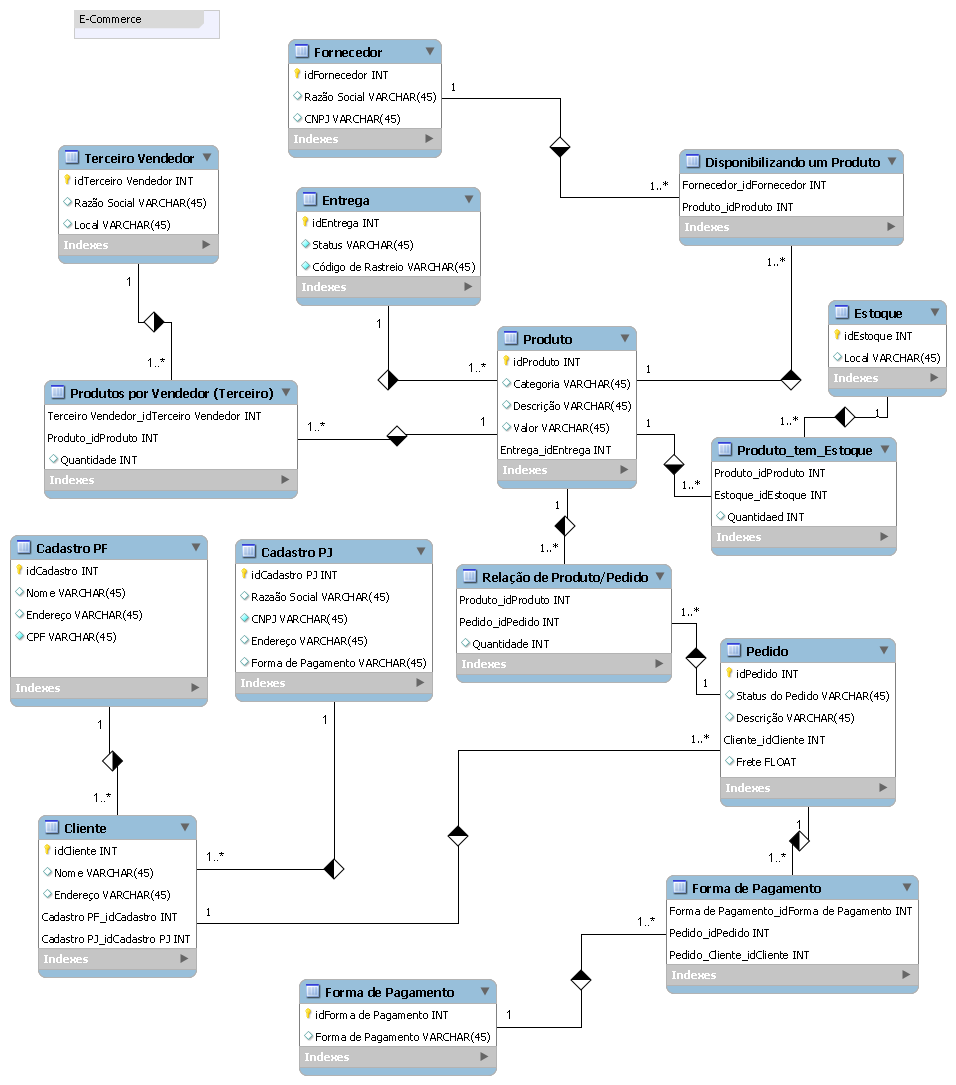 E-Commerce
Fornecedor
idFornecedor INT
Razão Social VARCHAR(45)
CNPJ VARCHAR(45)
Indexes
1
1..*
Disponibilizando um Produto
Fornecedor_idFornecedor INT
Produto_idProduto INT
Indexes
1..*
Terceiro Vendedor
idTerceiro Vendedor INT
Razão Social VARCHAR(45)
Local VARCHAR(45)
Indexes
1
1..*
Entrega
idEntrega INT
Status VARCHAR(45)
Código de Rastreio VARCHAR(45)
Indexes
1
1..*
Estoque
idEstoque INT
Local VARCHAR(45)
Indexes
1
1..*
Produto
idProduto INT
Categoria VARCHAR(45)
Descrição VARCHAR(45)
Valor VARCHAR(45)
Entrega_idEntrega INT
Indexes
1
1
1..*
1
1..*
1
1..*
Produtos por Vendedor (Terceiro)
Terceiro Vendedor_idTerceiro Vendedor INT
Produto_idProduto INT
Quantidade INT
Indexes
Produto_tem_Estoque
Produto_idProduto INT
Estoque_idEstoque INT
Quantidaed INT
Indexes
Cadastro PF
idCadastro INT
Nome VARCHAR(45)
Endereço VARCHAR(45)
CPF VARCHAR(45)
Indexes
1
1..*
Cadastro PJ
idCadastro PJ INT
Razaão Social VARCHAR(45)
CNPJ VARCHAR(45)
Endereço VARCHAR(45)
Forma de Pagamento VARCHAR(45)
Indexes
1
1..*
Relação de Produto/Pedido
Produto_idProduto INT
Pedido_idPedido INT
Quantidade INT
Indexes
1..*
1
Pedido
idPedido INT
Status do Pedido VARCHAR(45)
Descrição VARCHAR(45)
Cliente_idCliente INT
Frete FLOAT
Indexes
1..*
1
1..*
Cliente
idCliente INT
Nome VARCHAR(45)
Endereço VARCHAR(45)
Cadastro PF_idCadastro INT
Cadastro PJ_idCadastro PJ INT
Indexes
1
Forma de Pagamento
Forma de Pagamento_idForma de Pagamento INT
Pedido_idPedido INT
Pedido_Cliente_idCliente INT
Indexes
1..*
1
Forma de Pagamento
idForma de Pagamento INT
Forma de Pagamento VARCHAR(45)
Indexes